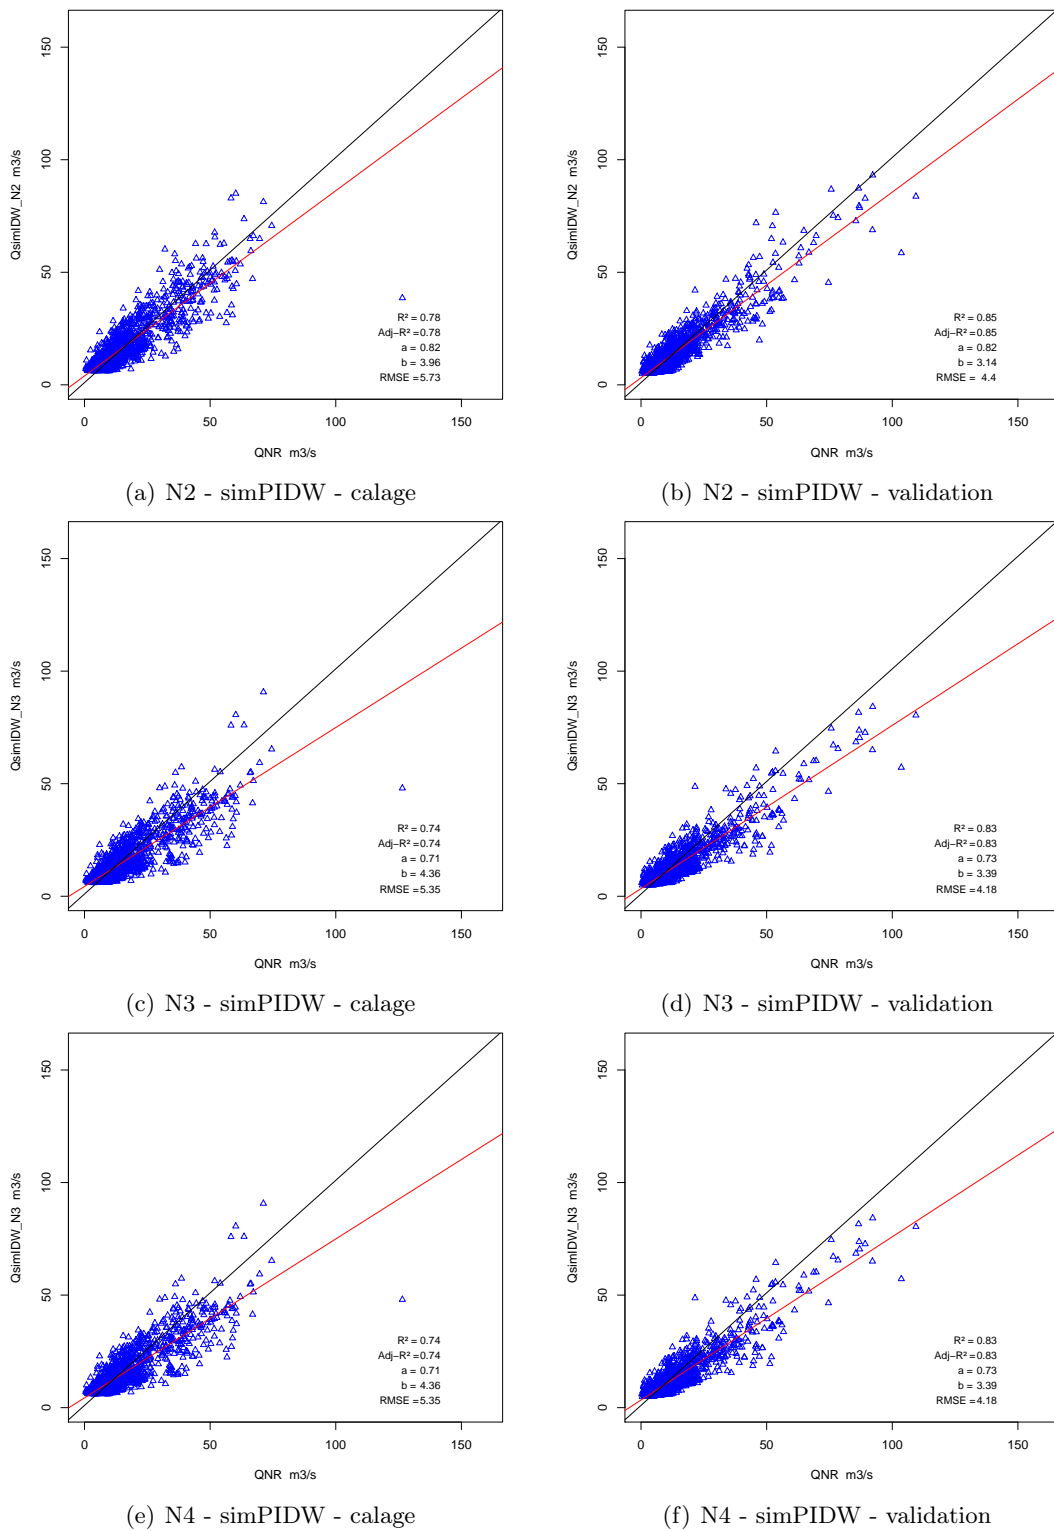 150
100
50
0
QsimIDW_N2 m3/s
R² = 0.78
Adj-R² = 0.78
a = 0.82
b = 3.96
RMSE = 5.73
0 50 100 150
QNR m3/s
(a) N2 - simPIDW - calage
150
100
50
0
QsimIDW_N2 m3/s
R² = 0.85
Adj-R² = 0.85
a = 0.82
b = 3.14
RMSE = 4.4
0 50 100 150
QNR m3/s
(b) N2 - simPIDW - validation
150
100
50
0
QsimIDW_N3 m3/s
R² = 0.74
Adj-R² = 0.74
a = 0.71
b = 4.36
RMSE = 5.35
0 50 100 150
QNR m3/s
(c) N3 - simPIDW - calage
150
100
50
0
QsimIDW_N3 m3/s
R² = 0.83
Adj-R² = 0.83
a = 0.73
b = 3.39
RMSE = 4.18
0 50 100 150
QNR m3/s
(d) N3 - simPIDW - validation
150
100
50
0
QsimIDW_N3 m3/s
R² = 0.74
Adj-R² = 0.74
a = 0.71
b = 4.36
RMSE = 5.35
0 50 100 150
QNR m3/s
(e) N4 - simPIDW - calage
150
100
50
0
QsimIDW_N3 m3/s
R² = 0.83
Adj-R² = 0.83
a = 0.73
b = 3.39
RMSE = 4.18
0 50 100 150
QNR m3/s
(f) N4 - simPIDW - validation